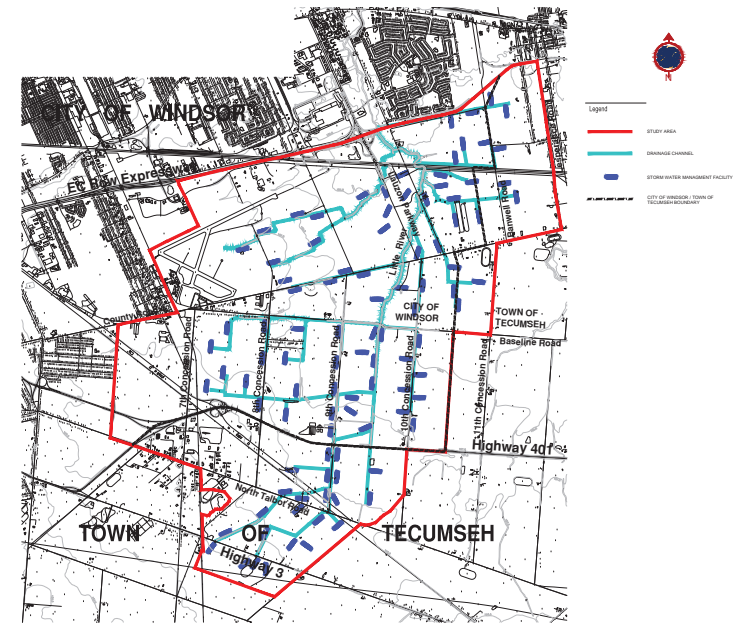 CITY OF WINDSOR
EC Row Expressway
Little River
Banwell Road
CITY OF
WINDSOR
TOWN OF
TECUMSEH
Baseline Road
7th Concession Road
8th Concession Road
9th Concession Road
10th Concession Road
11th Concession Road
Highway 401
North Talbot Road
TOWN OF TECUMSEH
Highway 3
N
Legend
STUDY AREA
DRAINAGE CHANNEL
STORM WATER MANAGMENT FACILITY
CITY OF WINDSOR / TOWN OF
TECUMSEH BOUNDARY